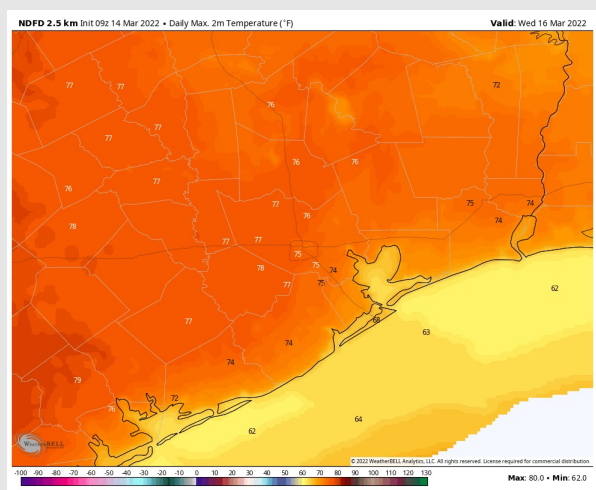 NDFD 2.5 km Init 09z 14 Mar 2022 • Daily Max. 2m Temperature (°F) Valid: Wed 16 Mar 2022
77 77 72
76
77 77
76 76
77
76
77 75 74
76 74
78
77 77
75
78 75 74
77 75
62
77 68
63
74
74
79
72
76
64
62
WeatherBELL
© 2022 WeatherBELL Analytics, LLC. All rights reserved. License required for commercial distribution.
-100 -90 -80 -70 -60 -50 -40 -30 -20 -10 0 10 20 30 40 50 60 70 80 90 100 110 120 130
Max: 80.0 • Min: 62.0